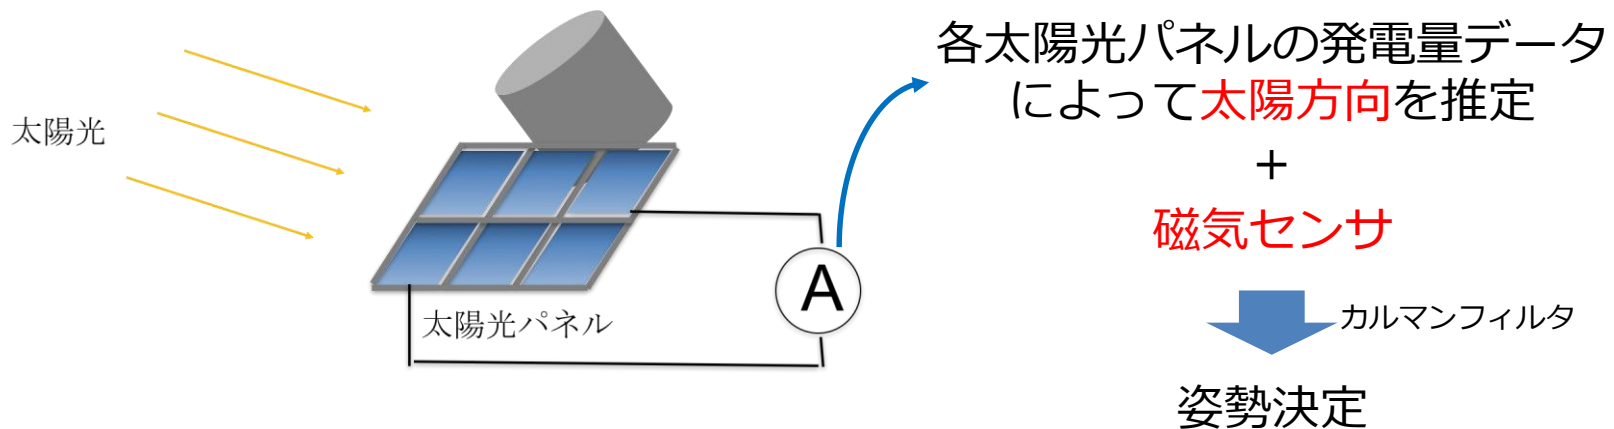 太陽光
太陽光パネル
A
各太陽光パネルの発電量データ
によって太陽方向を推定
+
磁気センサ
カルマンフィルタ
姿勢決定